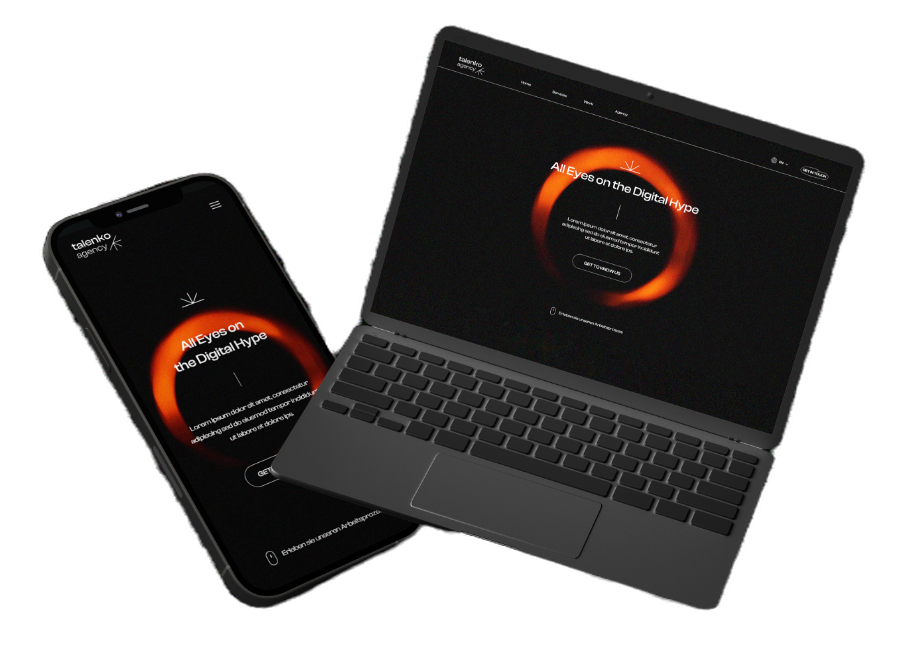 talenko
agency
All Eyes on
the Digital Hype
Lorem ipsum dolor sit amet, consectetur
adipiscing sed do eiusmod tempor incididunt
ut labore et dolore ips.
GET
Erleben sie unseren Arbeitsproze
talenko
agency
Home
Services
Work
Agency
EN
GET IN TOUCH
All Eyes on the Digital Hype
Lorem ipsum dolor sit amet, consectetur
adipiscing sed do eiusmod tempor incididunt
ut labore et dolore ips.
GET TO KNOW US
Erleben sie unseren Arbeitsprozess